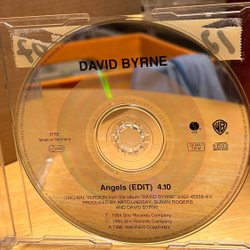 DAVID BYRNE
Made in Germany
Angels (EDIT) 4.10
ORIGINAL VERSION from the album "DAVID BYRNE"
PRODUCED BY ARTO LINDSAY, SUSAN ROGERS
AND DAVID BYRNE
1994 Sire Records Company
1994 Sire Records Company
A TIME WARNER COMPANY